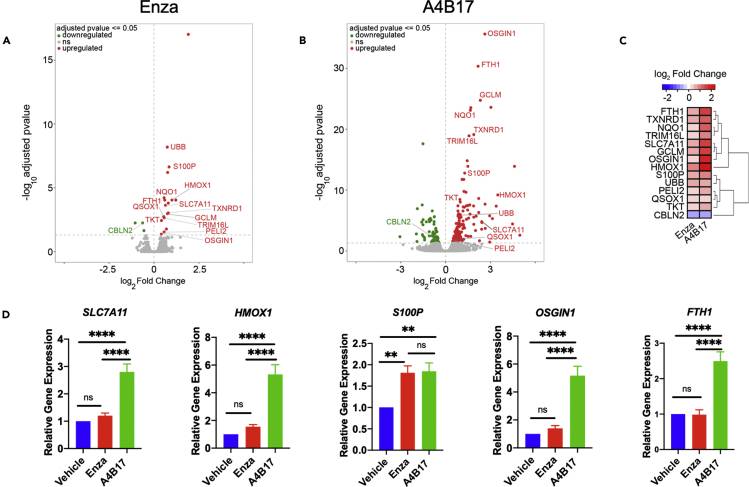 Enza
A4B17
A
adjusted pvalue <= 0.05
downregulated
ns
upregulated
15
10
5
0
-log10 adjusted pvalue
UBB
S100P
NQO1
HMOX1
FTH1
SLC7A11
QSOX1
TXNRD1
TKT
GCLM
TRIM16L
CBLN2
PELI2
OSGIN1
-2.5
0
2.5
log2 Fold Change
B
adjusted pvalue <= 0.05
downregulated
ns
upregulated
30
20
10
0
-log10 adjusted pvalue
OSGIN1
FTH1
GCLM
NQO1
TXNRD1
TRIM16L
S100P
TKT
HMOX1
UBB
CBLN2
SLC7A11
QSOX1
PELI2
-3
0
3
log2 Fold Change
C
log2 Fold Change
-2 0 2
FTH1
TXNRD1
NQO1
TRIM16L
SLC7A11
GCLM
OSGIN1
HMOX1
S100P
UBB
PELI2
QSOX1
TKT
CBLN2
Enza
A4B17
D
SLC7A11
Relative Gene Expression
4
3
2
1
0
****
****
ns
Vehicle
Enza
A4B17
HMOX1
Relative Gene Expression
8
6
4
2
0
****
****
ns
Vehicle
Enza
A4B17
S100P
Relative Gene Expression
2.5
2.0
1.5
1.0
0.5
0.0
**
**
ns
Vehicle
Enza
A4B17
OSGIN1
Relative Gene Expression
8
6
4
2
0
****
****
ns
Vehicle
Enza
A4B17
FTH1
Relative Gene Expression
3
2
1
0
****
****
ns
Vehicle
Enza
A4B17